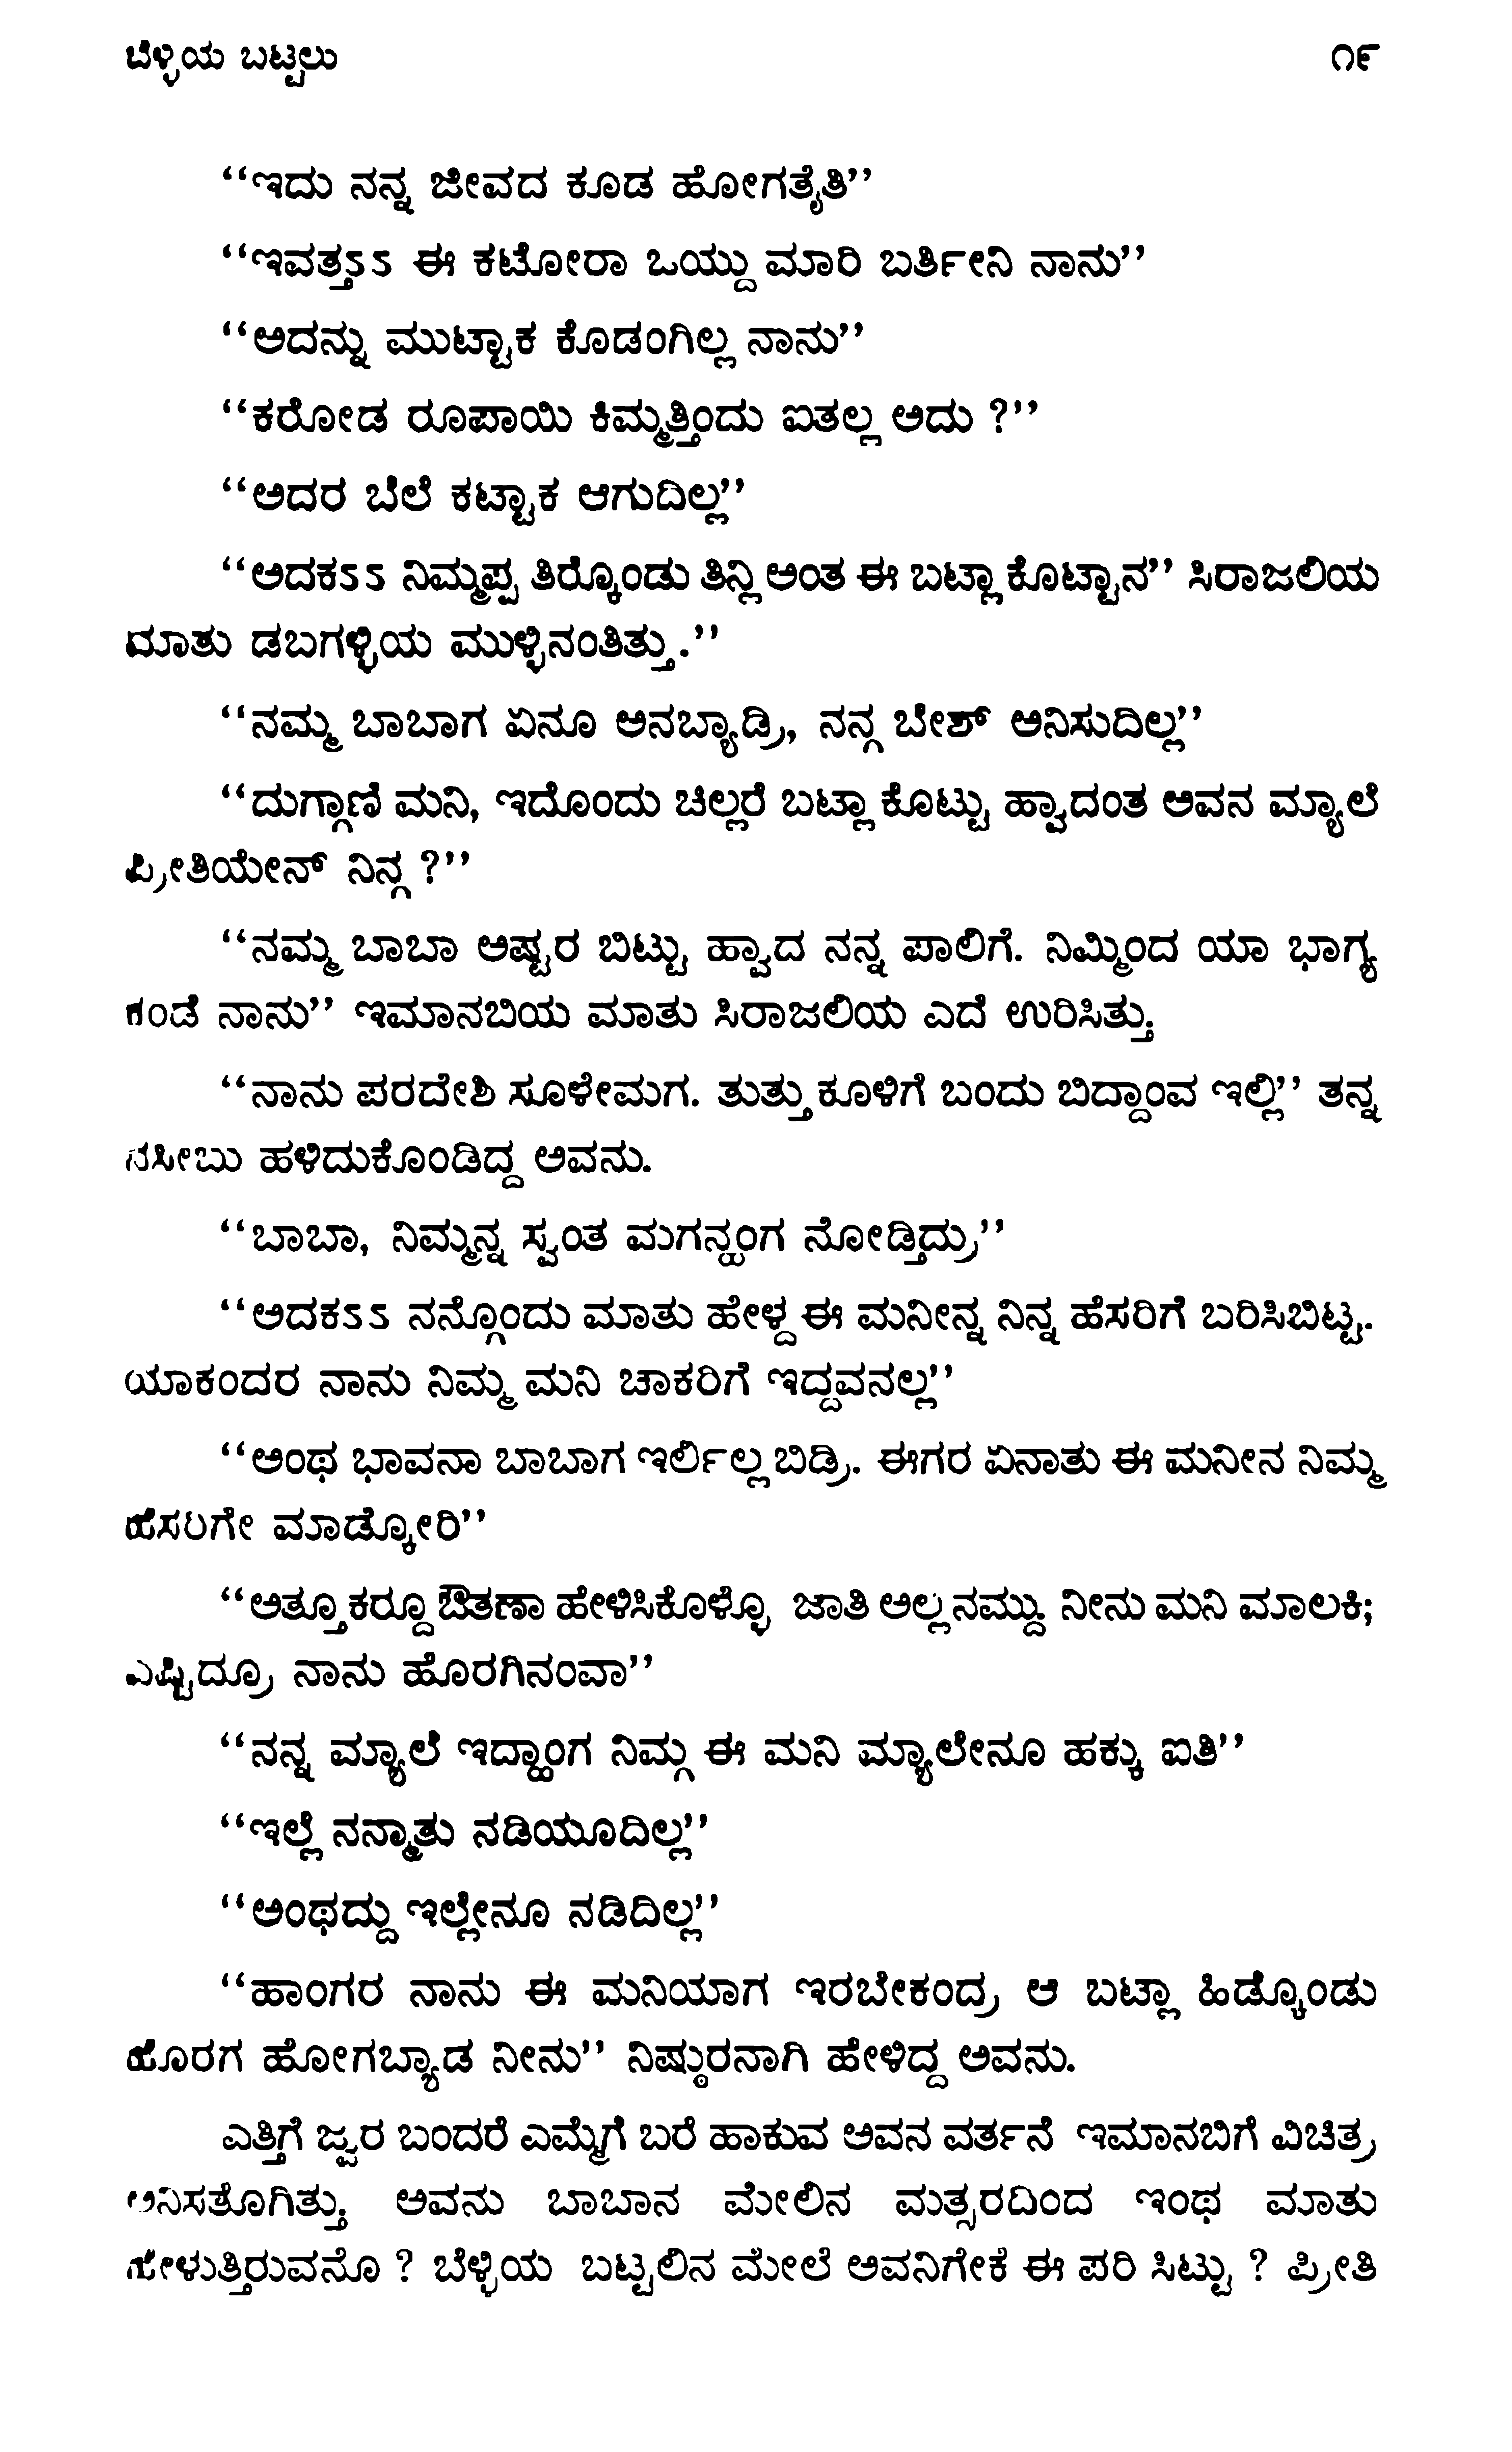 ಬೆಳ್ಳಿಯ ಬಟ್ಟಲು ೧೯
“ಇದು ನನ್ನ ಜೀವದ ಕೂಡ ಹೋಗತೈತಿ”
“ಇವತ್ತಽಽ ಈ ಕಟೋರಾ ಒಯ್ದು ಮಾರಿ ಬರ್ತೀನಿ ನಾನು”
“ಅದನ್ನು ಮುಟ್ಟಾಕ ಕೊಡಂಗಿಲ್ಲ ನಾನು”
“ಕರೋಡ ರೂಪಾಯಿ ಕಿಮ್ಮತ್ತಿಂದು ಐತಲ್ಲ ಅದು ?”
“ಅದರ ಬೆಲೆ ಕಟ್ಟಾಕ ಆಗುದಿಲ್ಲ”
“ಅದಕಽಽ ನಿಮ್ಮಪ್ಪ ತಿರ್ಕೊಂಡು ತಿನ್ಲಿ ಅಂತ ಈ ಬಟ್ಲಾ ಕೊಟ್ಟಾನ” ಸಿರಾಜಲಿಯ
ಮಾತು ಡಬಗಳ್ಳಿಯ ಮುಳ್ಳಿನಂತಿತ್ತು.”
“ನಮ್ಮ ಬಾಬಾಗ ಏನೂ ಅನಬ್ಯಾಡ್ರಿ, ನನ್ಗ ಬೇಶ್ ಅನಿಸುದಿಲ್ಲ”
“ದುಗ್ಗಾಣಿ ಮನಿ, ಇದೊಂದು ಚಿಲ್ಲರೆ ಬಟ್ಲಾ ಕೊಟ್ಟು ಹ್ವಾದಂತ ಅವನ ಮ್ಯಾಲೆ
ಪ್ರೀತಿಯೇನ್ ನಿನ್ಗ ?”
“ನಮ್ಮ ಬಾಬಾ ಅಷ್ಟರ ಬಿಟ್ಟು ಹ್ವಾದ ನನ್ನ ಪಾಲಿಗೆ. ನಿಮ್ಮಿಂದ ಯಾ ಭಾಗ್ಯ
ಕಂಡೆ ನಾನು” ಇಮಾನಬಿಯ ಮಾತು ಸಿರಾಜಲಿಯ ಎದೆ ಉರಿಸಿತ್ತು.
“ನಾನು ಪರದೇಶಿ ಸೂಳೇಮಗ. ತುತ್ತು ಕೂಳಿಗೆ ಬಂದು ಬಿದ್ದಾಂವ ಇಲ್ಲಿ” ತನ್ನ
ನಸೀಬು ಹಳಿದುಕೊಂಡಿದ್ದ ಅವನು.
“ಬಾಬಾ, ನಿಮ್ಮನ್ನ ಸ್ವಂತ ಮಗನ್ಹಂಗ ನೋಡ್ತಿದ್ರು”
“ಅದಕಽಽ ನನ್ಗೊಂದು ಮಾತು ಹೇಳ್ದ ಈ ಮನೀನ್ನ ನಿನ್ನ ಹೆಸರಿಗೆ ಬರಿಸಿಬಿಟ್ಟ.
ಯಾಕಂದರ ನಾನು ನಿಮ್ಮ ಮನಿ ಚಾಕರಿಗೆ ಇದ್ದವನಲ್ಲ”
“ಅಂಥ ಭಾವನಾ ಬಾಬಾಗ ಇರ್ಲಿಲ್ಲ ಬಿಡ್ರಿ. ಈಗರ ಏನಾತು ಈ ಮನೀನ ನಿಮ್ಮ
ಹೆಸರಿಗೇ ಮಾಡ್ಕೋರಿ”
“ಅತ್ತೂ ಕರ್ದೂ ಔತಣಾ ಹೇಳಿಸಿಕೊಳ್ಳೊ ಜಾತಿ ಅಲ್ಲ ನಮ್ದು. ನೀನು ಮನಿ ಮಾಲಕಿ;
ಎಷ್ಟಿದ್ರೂ ನಾನು ಹೊರಗಿನಂವಾ”
“ನನ್ನ ಮ್ಯಾಲೆ ಇದ್ಹಾಂಗ ನಿಮ್ಗ ಈ ಮನಿ ಮ್ಯಾಲೇನೂ ಹಕ್ಕು ಐತಿ”
“ಇಲ್ಲೆ ನನ್ಮಾತು ನಡಿಯೂದಿಲ್ಲ”
“ಅಂಥದ್ದು ಇಲ್ಲೇನೂ ನಡಿದಿಲ್ಲ”
“ಹಾಂಗರ ನಾನು ಈ ಮನಿಯಾಗ ಇರಬೇಕಂದ್ರ ಆ ಬಟ್ಲಾ ಹಿಡ್ಕೊಂಡು
ಹೊರಗ ಹೋಗಬ್ಯಾಡ ನೀನು” ನಿಷ್ಠುರನಾಗಿ ಹೇಳಿದ್ದ ಅವನು.
ಎತ್ತಿಗೆ ಜ್ವರ ಬಂದರೆ ಎಮ್ಮೆಗೆ ಬರೆ ಹಾಕುವ ಅವನ ವರ್ತನೆ ಇಮಾನಬಿಗೆ ವಿಚಿತ್ರ
ಅನಿಸತೊಗಿತ್ತು. ಅವನು ಬಾಬಾನ ಮೇಲಿನ ಮತ್ಸರದಿಂದ ಇಂಥ ಮಾತು
ಹೇಳುತ್ತಿರುವನೊ ? ಬೆಳ್ಳಿಯ ಬಟ್ಟಲಿನ ಮೇಲೆ ಅವನಿಗೇಕೆ ಈ ಪರಿ ಸಿಟ್ಟು ? ಪ್ರೀತಿ